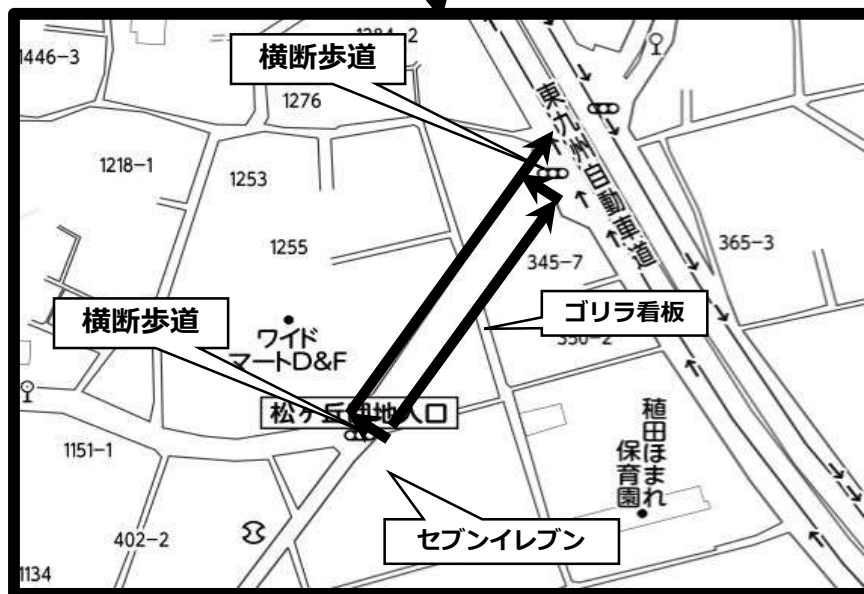 1446-3
1284-2
横断歩道
1276
東九州自動車道
1218-1
1253
1255
365-3
345-7
横断歩道
ゴリラ看板
350-2
ワイド
マートD&F
松ヶ丘団地入口
稙田ほまれ
保育園
1151-1
402-2
セブンイレブン
1134